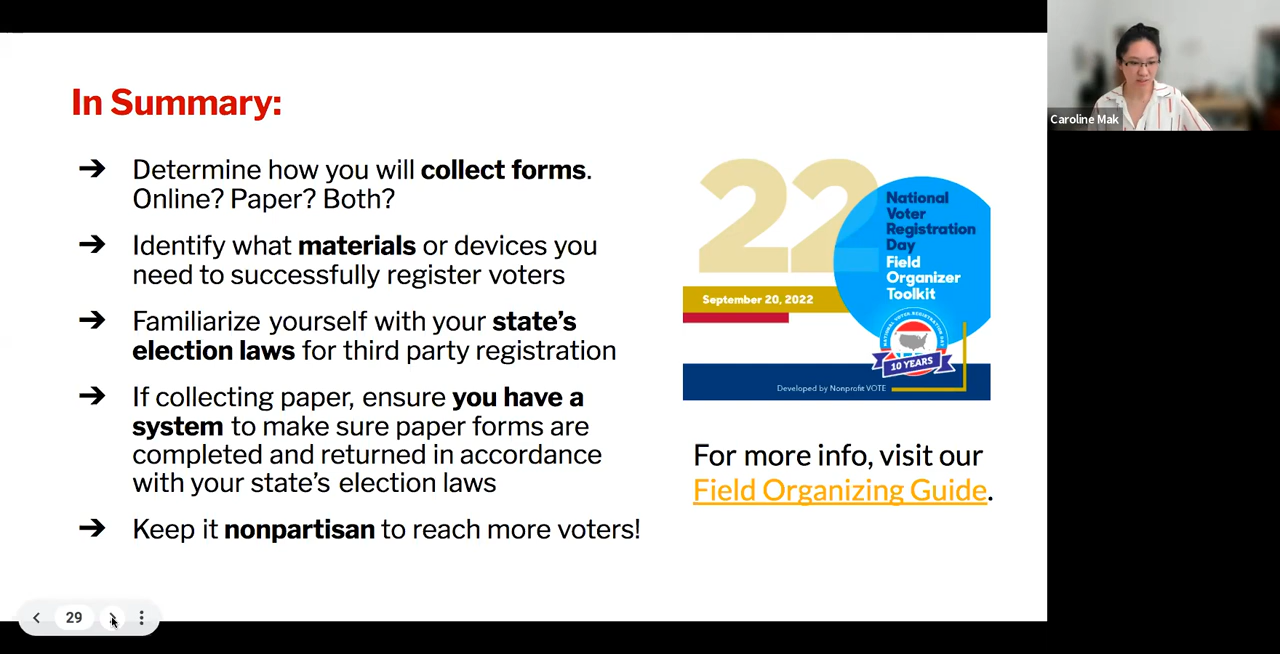 In Summary:
➔ Determine how you will collect forms.
Online? Paper? Both?
➔ Identify what materials or devices you
need to successfully register voters
➔ Familiarize yourself with your state’s
election laws for third party registration
➔ If collecting paper, ensure you have a
system to make sure paper forms are
completed and returned in accordance
with your state’s election laws
➔ Keep it nonpartisan to reach more voters!
22
National
Voter
Registration
Day
Field
Organizer
Toolkit
September 20, 2022
NATIONAL VOTER REGISTRATION DAY
10 YEARS
Developed by Nonprofit VOTE
For more info, visit our
Field Organizing Guide.
29
Caroline Mak